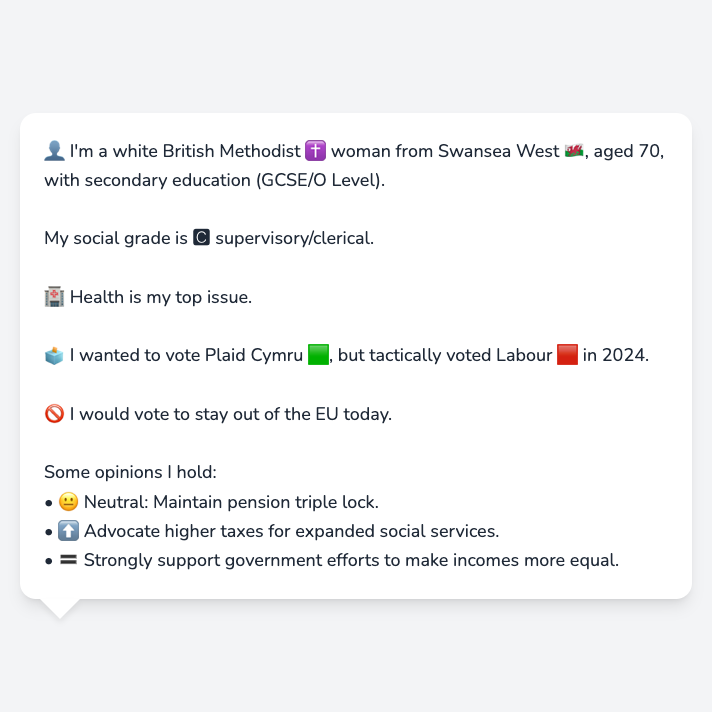 👤 I'm a white British Methodist ✝️ woman from Swansea West 🏴󠁧󠁢󠁷󠁬󠁳󠁿, aged 70,
with secondary education (GCSE/O Level).
My social grade is 🅲 supervisory/clerical.
🏥 Health is my top issue.
🗳️ I wanted to vote Plaid Cymru 🟩, but tactically voted Labour 🟥 in 2024.
🚫 I would vote to stay out of the EU today.
Some opinions I hold:
• 😐 Neutral: Maintain pension triple lock.
• ⬆️ Advocate higher taxes for expanded social services.
• 🟰 Strongly support government efforts to make incomes more equal.